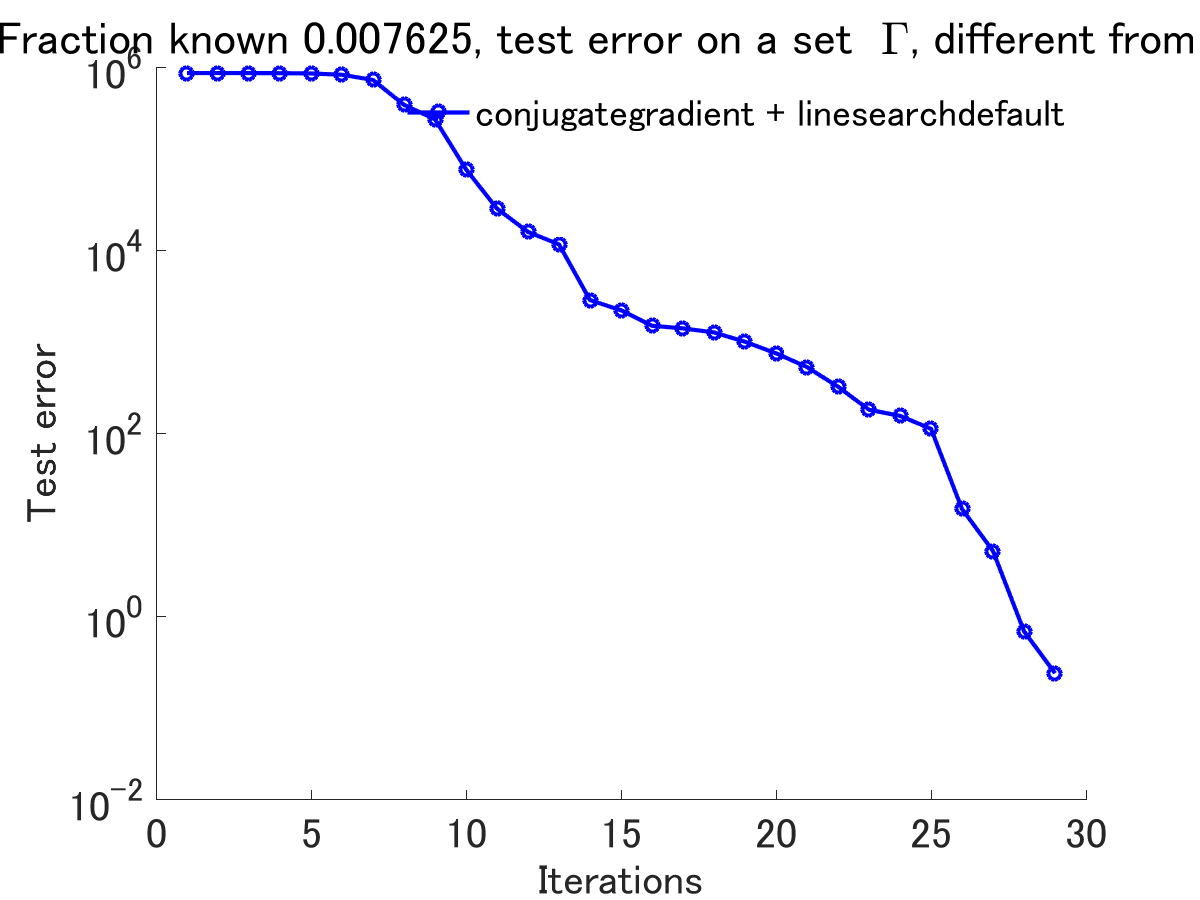 Fraction known 0.007625, test error on a set Γ, different from
10^6
conjugategradient + linesearchdefault
10^4
10^2
10^0
10^−2
Test error
0 5 10 15 20 25 30
Iterations